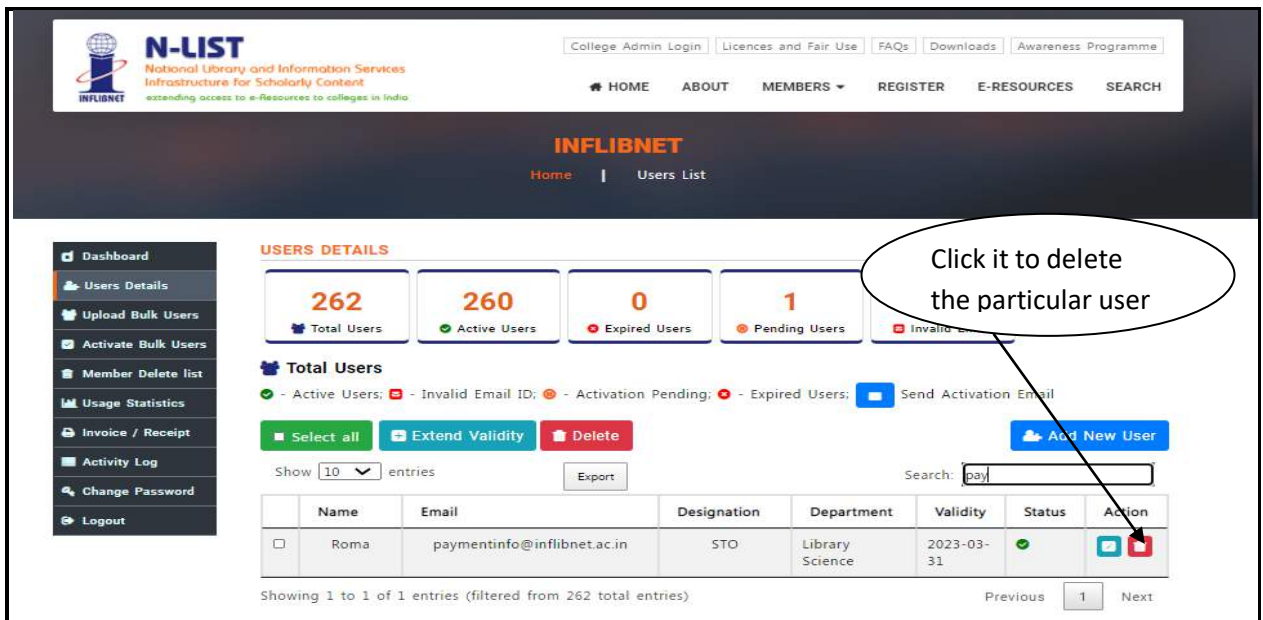 N-LIST
National Library and Information Services
Infrastructure for Scholarly Content
extending access to e-Resources to colleges in India
INFLIBNET
College Admin Login Licences and Fair Use FAQs Downloads Awareness Programme
HOME ABOUT MEMBERS REGISTER E-RESOURCES SEARCH
INFLIBNET
Home | Users List
Dashboard
Users Details
Upload Bulk Users
Activate Bulk Users
Member Delete list
Usage Statistics
Invoice / Receipt
Activity Log
Change Password
Logout
USERS DETAILS
262 260 0 1
Total Users Active Users Expired Users Pending Users Invalid
Click it to delete
the particular user
Total Users
- Active Users; - Invalid Email ID; - Activation Pending; - Expired Users; Send Activation Email
Select all Extend Validity Delete Add New User
Show 10 entries Export Search: pay
Name Email Designation Department Validity Status Action
Roma paymentinfo@inflibnet.ac.in STO Library 2023-03-
Science 31
Showing 1 to 1 of 1 entries (filtered from 262 total entries) Previous 1 Next